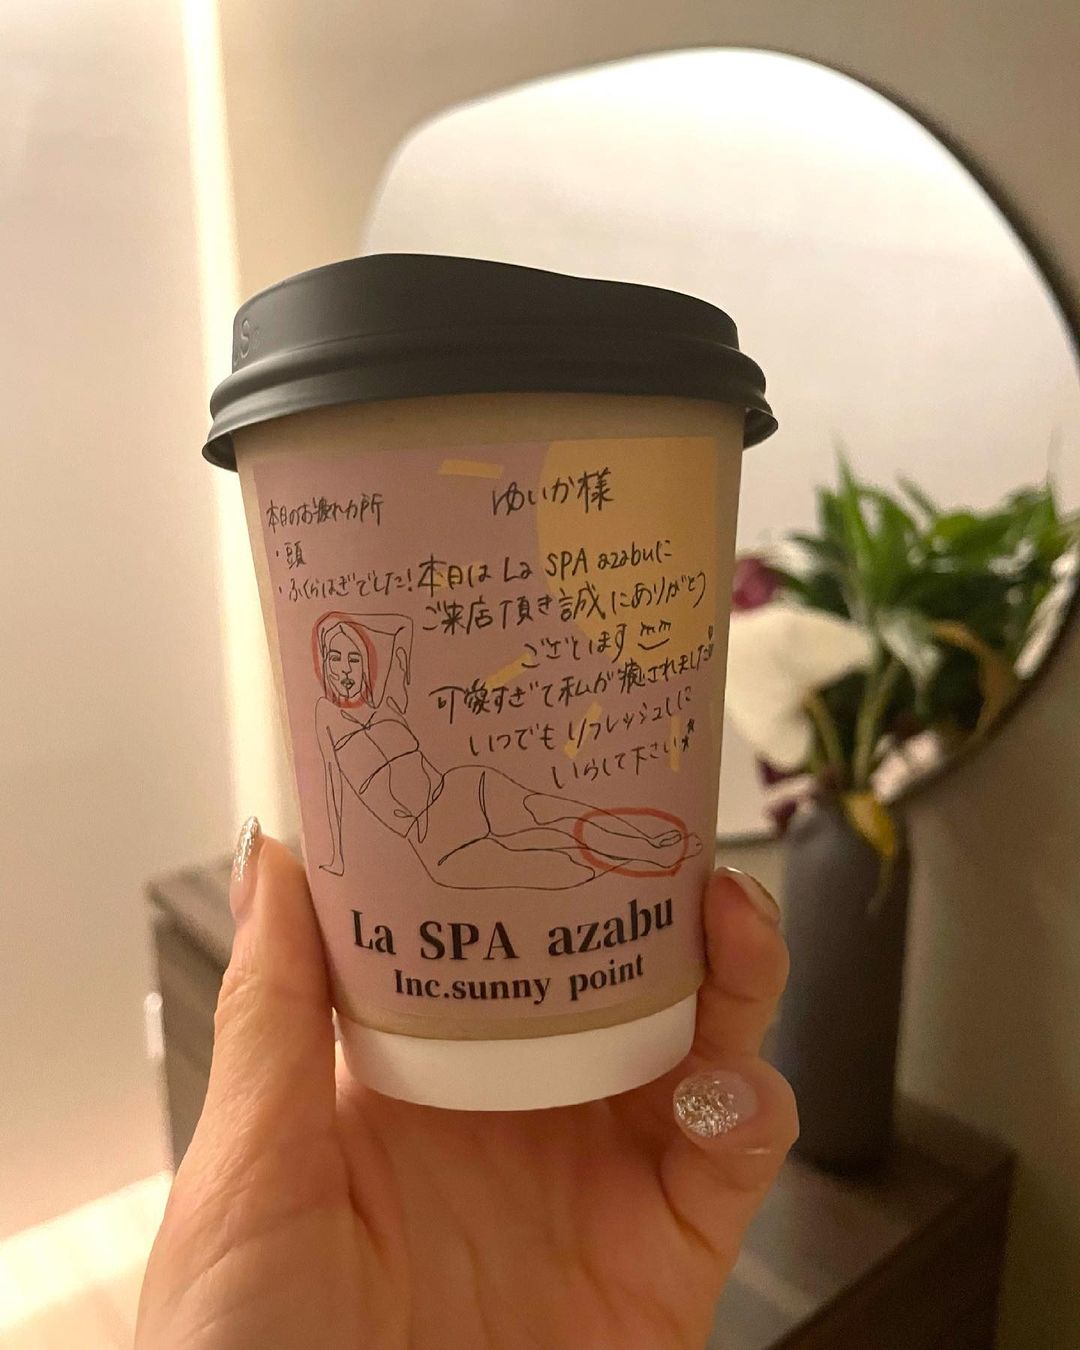 ゆいか様
本日のお疲れカ所
・頭
・ふくらはぎでした!
本日は La SPA azabuに
ご来店頂き誠にありがとう
ございます
可愛すぎて私が癒されました
いつでもリフレッシュしに
いらして下さい
La SPA azabu
Inc.sunny point